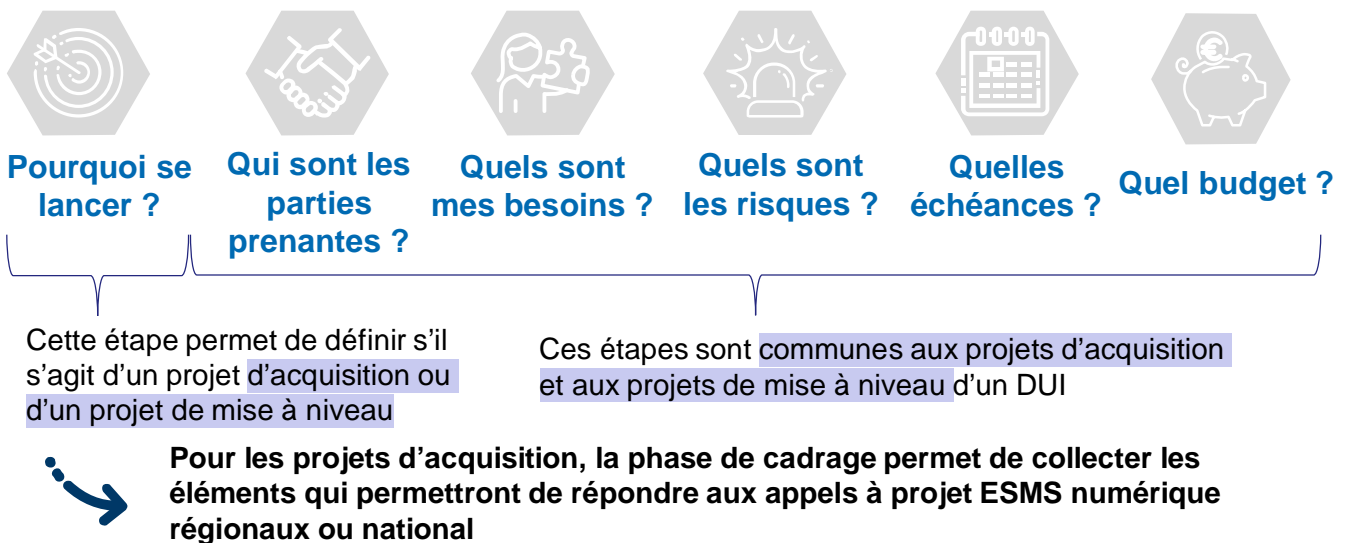 Pourquoi se
lancer ?
Qui sont les
parties
prenantes ?
Quels sont
mes besoins ?
Quels sont
les risques ?
Quelles
échéances ?
Quel budget ?
Cette étape permet de définir s’il
s’agit d’un projet d’acquisition ou
d’un projet de mise à niveau
Ces étapes sont communes aux projets d’acquisition
et aux projets de mise à niveau d’un DUI
Pour les projets d’acquisition, la phase de cadrage permet de collecter les
éléments qui permettront de répondre aux appels à projet ESMS numérique
régionaux ou national